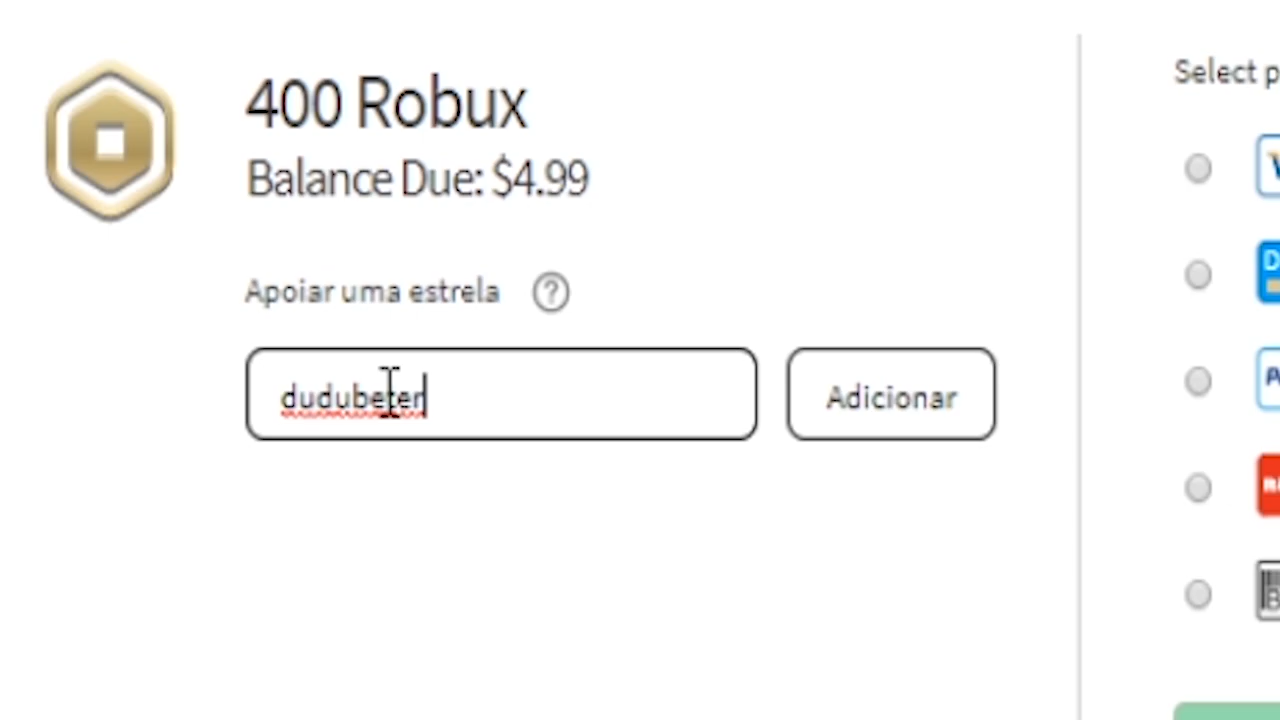 400 Robux
Balance Due: $4.99
Apoiar uma estrela
?
dudubeter
Adicionar
Select p